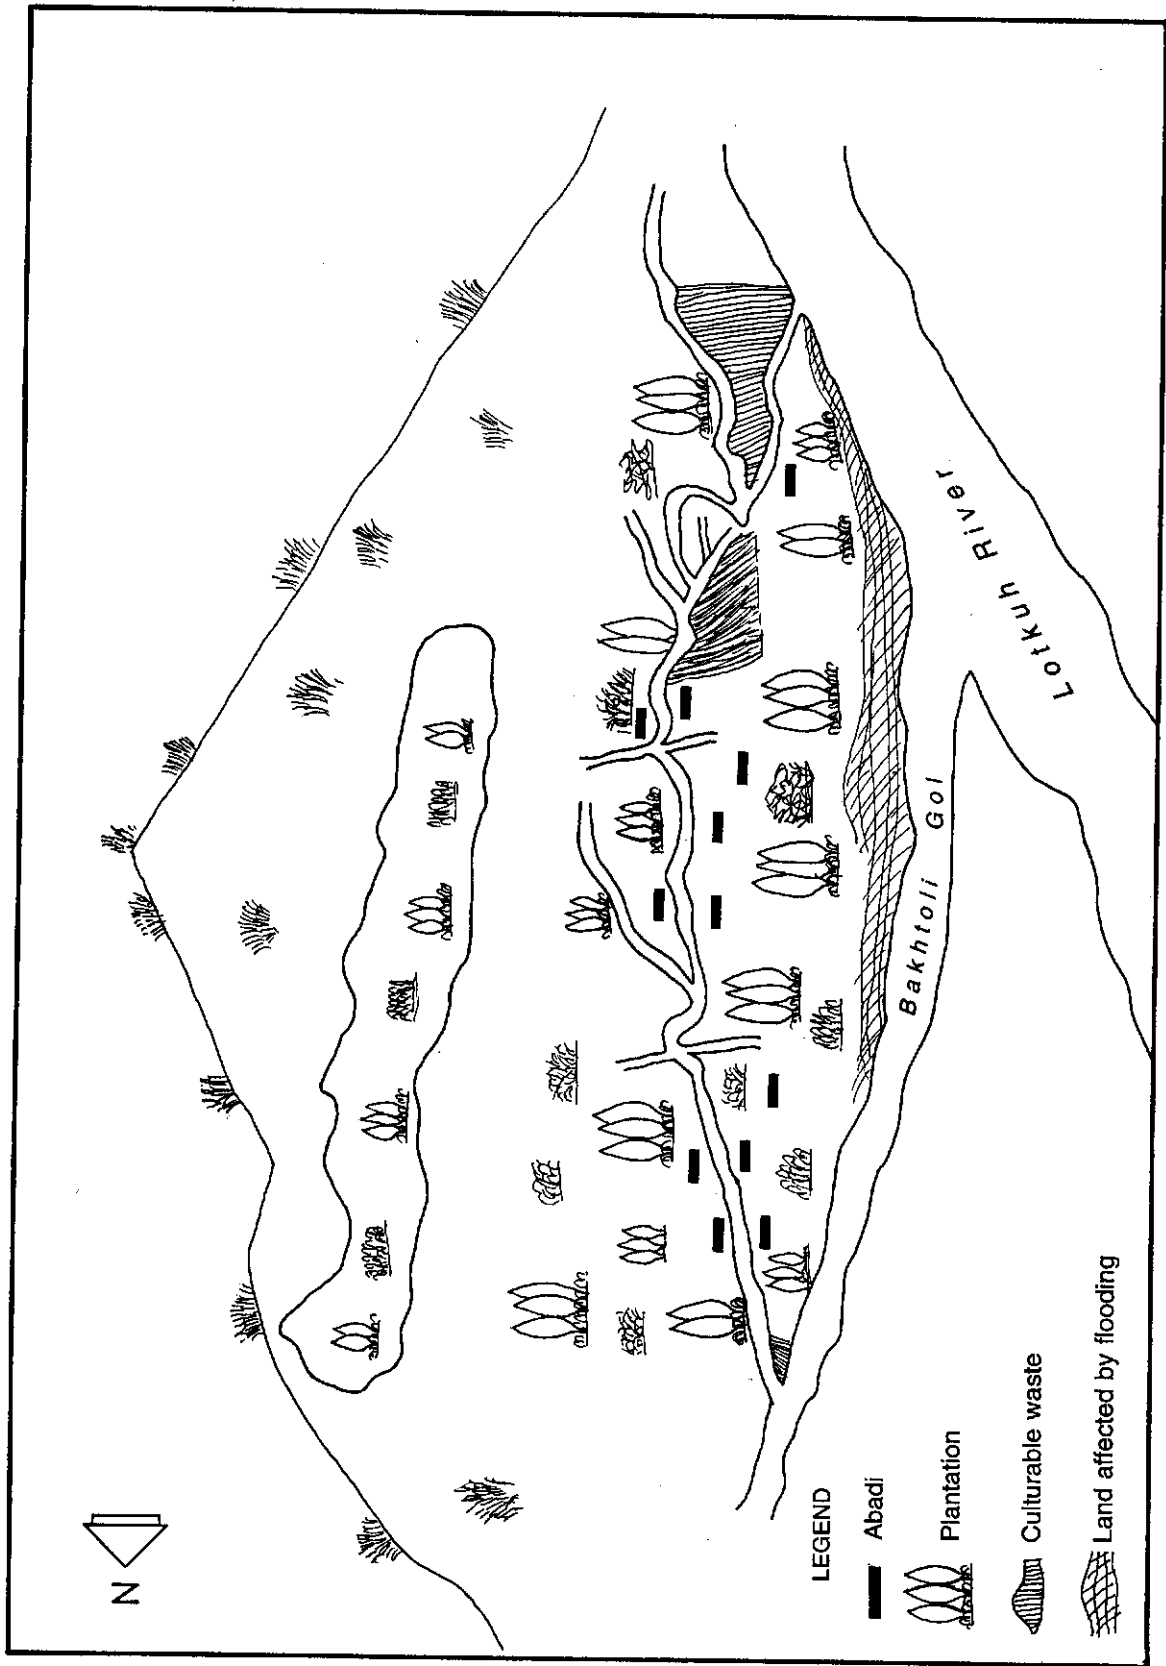 N
Lotkuh River
Bakhtoli Gol
LEGEND
Abadi
Plantation
Culturable waste
Land affected by flooding